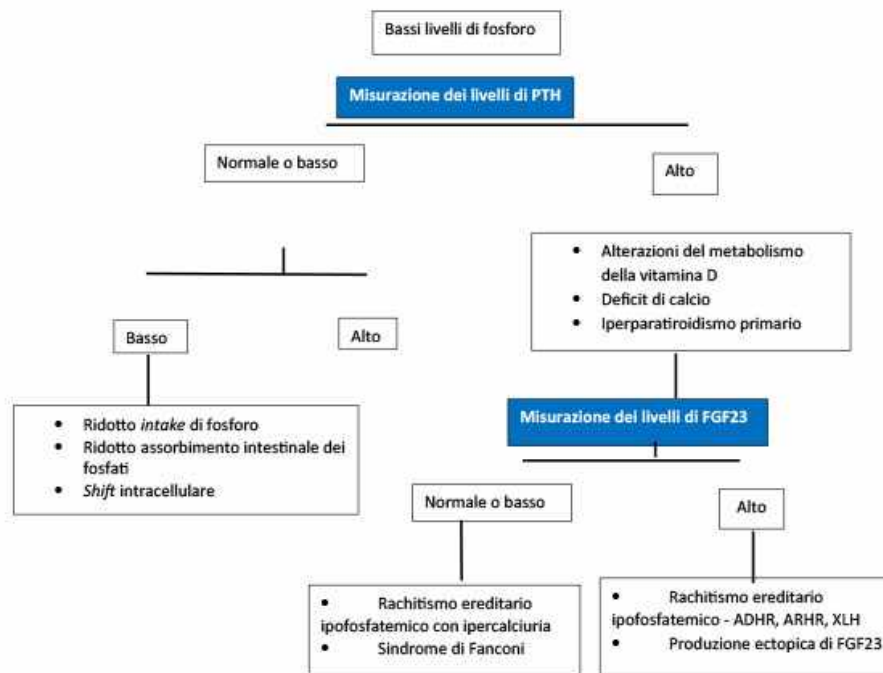 Bassi livelli di fosforo
Misurazione dei livelli di PTH
Normale o basso
Alto
Alterazioni del metabolismo
della vitamina D
Deficit di calcio
Iperparatiroidismo primario
Basso
Alto
Ridotto intake di fosforo
Ridotto assorbimento intestinale dei
fosfati
Shift intracellulare
Misurazione dei livelli di FGF23
Normale o basso
Alto
Rachitismo ereditario
ipofosfatemico con ipercalciuria
Sindrome di Fanconi
Rachitismo ereditario
ipofosfatemico - ADHR, ARHR, XLH
Produzione ectopica di FGF23